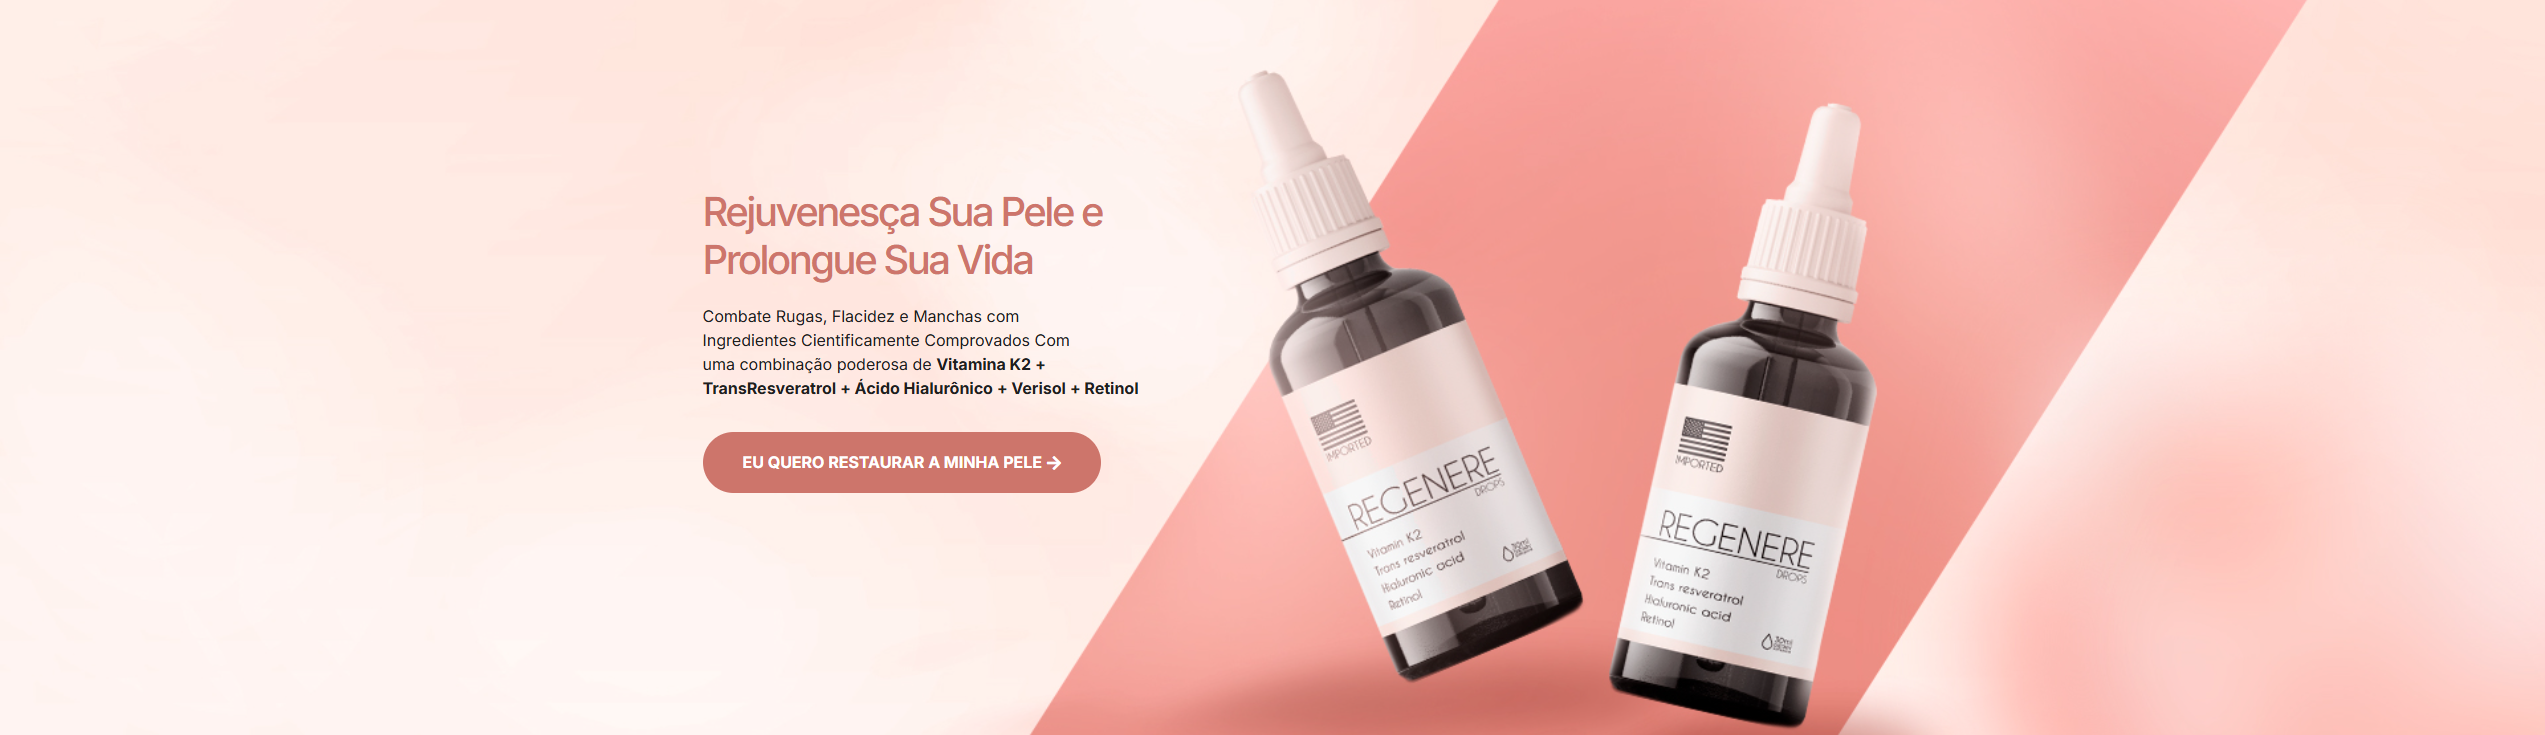 Rejuvenesça Sua Pele e
Prolongue Sua Vida
Combate Rugas, Flacidez e Manchas com
Ingredientes Cientificamente Comprovados Com
uma combinação poderosa de Vitamina K2 +
TransResveratrol + Ácido Hialurônico + Verisol + Retinol
EU QUERO RESTAURAR A MINHA PELE →
IMPORTED
REGENERE
DROPS
Vitamin K2
Trans resveratrol
Hialuronic acid
Retinol
30ml
IMPORTED
REGENERE
DROPS
Vitamin K2
Trans resveratrol
Hialuronic acid
Retinol
30ml